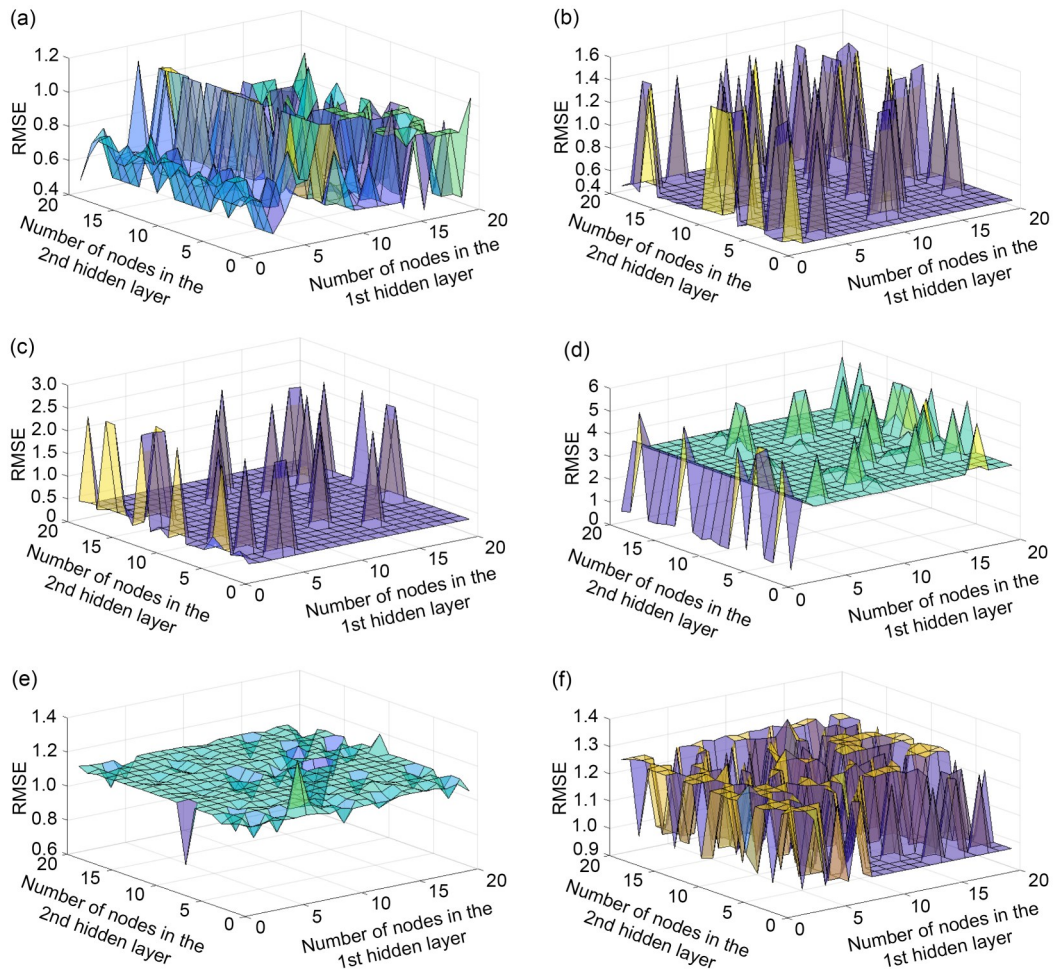 (a)
1.2
1.0
0.8
0.6
0.4
RMSE
15
10
5
0
Number of nodes in the
2nd hidden layer
0
5
10
15
20
Number of nodes in the
1st hidden layer
(b)
1.6
1.4
1.2
1.0
0.8
0.6
0.4
RMSE
20
15
10
5
0
Number of nodes in the
2nd hidden layer
0
5
10
15
20
Number of nodes in the
1st hidden layer
(c)
3.0
2.5
2.0
1.5
1.0
0.5
0
RMSE
20
15
10
5
0
Number of nodes in the
2nd hidden layer
0
5
10
15
20
Number of nodes in the
1st hidden layer
(d)
6
5
4
3
2
1
0
RMSE
20
15
10
5
0
Number of nodes in the
2nd hidden layer
0
5
10
15
20
Number of nodes in the
1st hidden layer
(e)
1.4
1.2
1.0
0.8
0.6
RMSE
20
15
10
5
0
Number of nodes in the
2nd hidden layer
0
5
10
15
20
Number of nodes in the
1st hidden layer
(f)
1.4
1.3
1.2
1.1
1.0
0.9
RMSE
20
15
10
5
0
Number of nodes in the
2nd hidden layer
0
5
10
15
20
Number of nodes in the
1st hidden layer